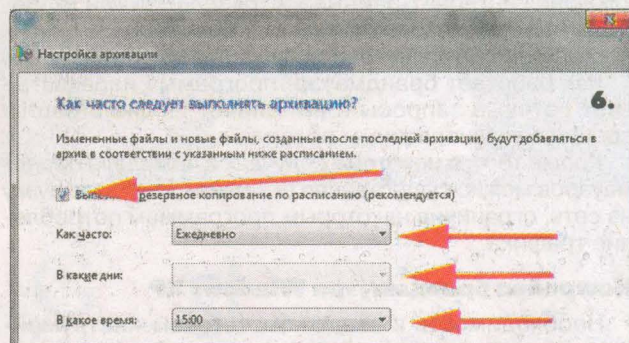 Настройка архивации
Как часто следует выполнять архивацию?
6.
Измененные файлы и новые файлы, созданные после последней архивации, будут добавляться в
архив в соответствии с указанным ниже расписанием.
резервное копирование по расписанию (рекомендуется)
Как часто: Ежедневно
В какие дни:
В какое время: 15:00